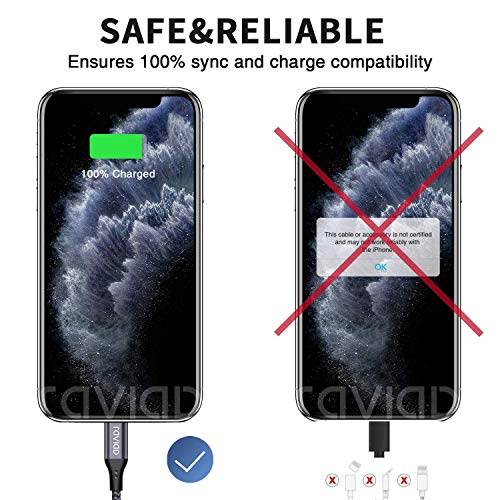 SAFE&RELIABLE
Ensures 100% sync and charge compatibility
100% Charged
This cable or accessory is not certified
and may not work reliably with
the iPhone
OK
raviad
raviad
raviad
X
X
X